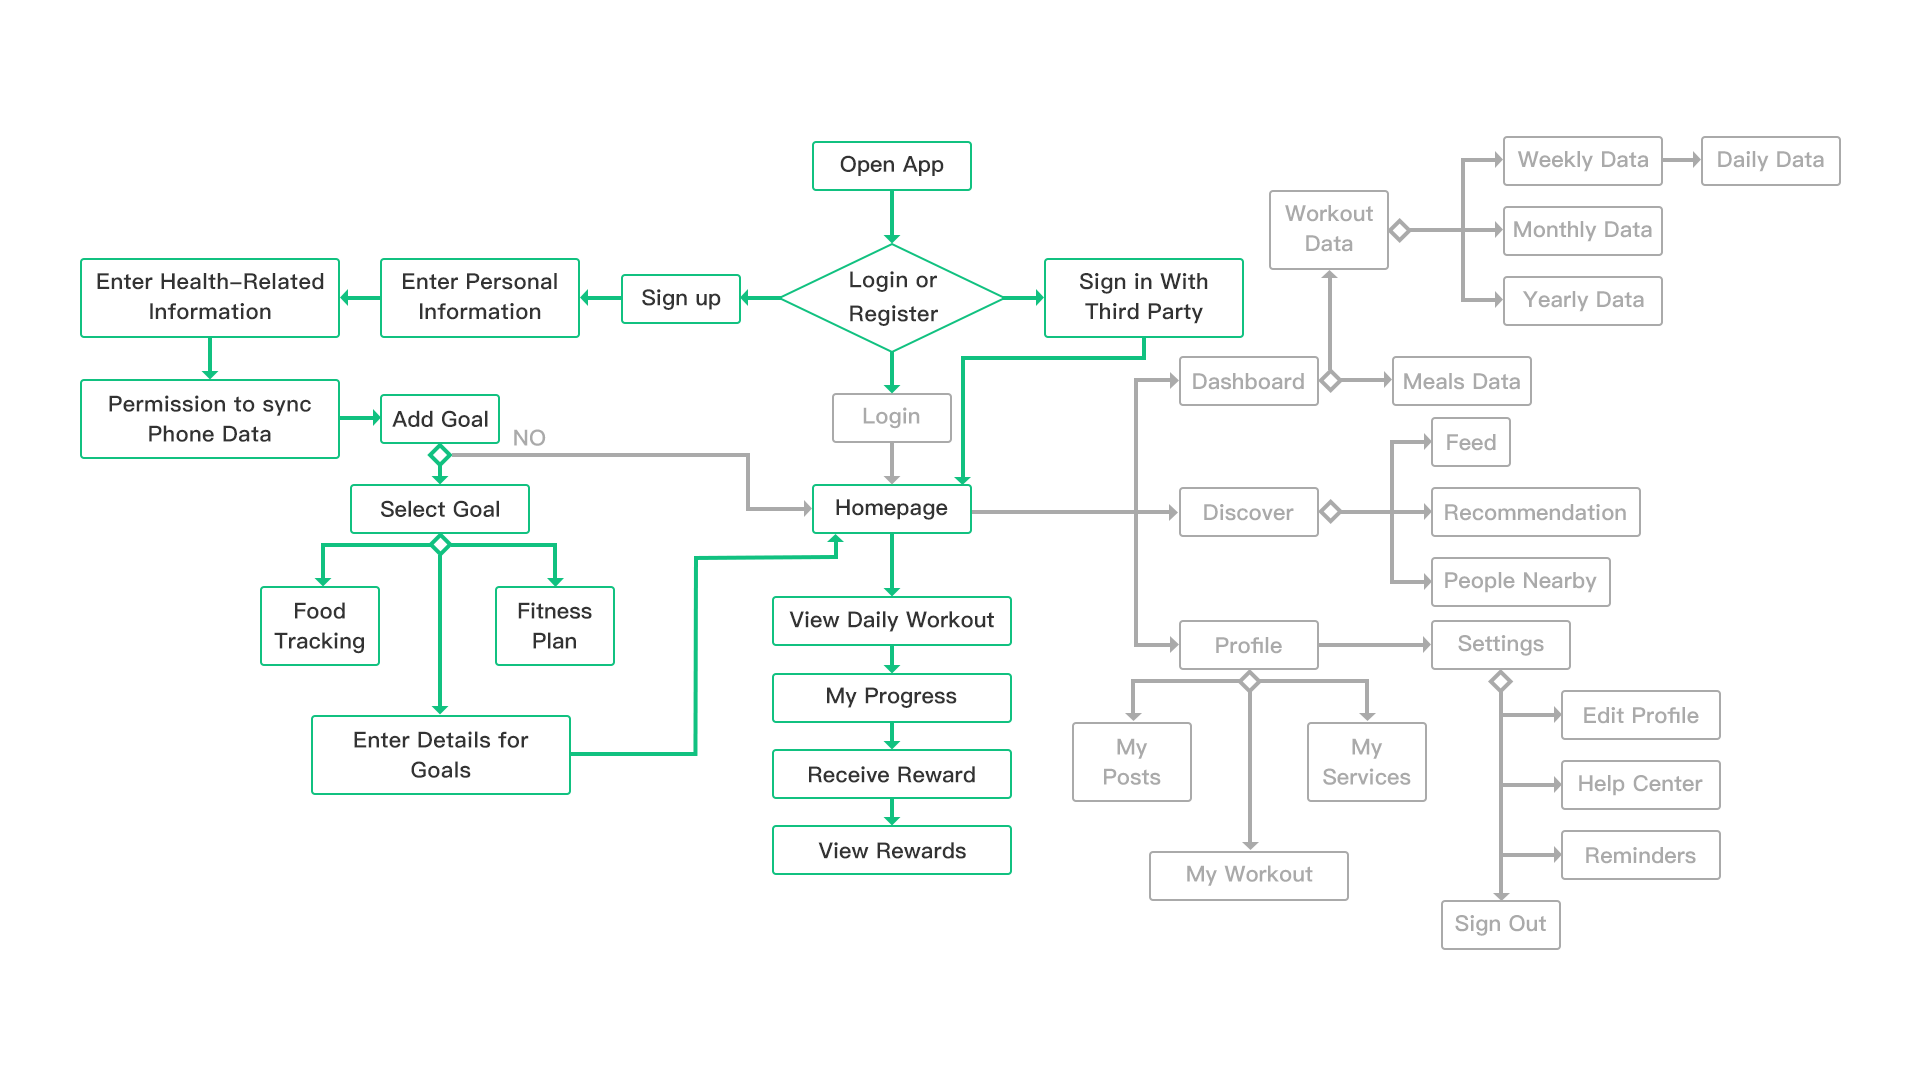 Open App
Login or
Register
Sign up
Enter Personal
Information
Enter Health-Related
Information
Permission to sync
Phone Data
Add Goal
NO
Select Goal
Food
Tracking
Fitness
Plan
Enter Details for
Goals
Sign in With
Third Party
Login
Homepage
View Daily Workout
My Progress
Receive Reward
View Rewards
Dashboard
Workout
Data
Weekly Data
Daily Data
Monthly Data
Yearly Data
Meals Data
Discover
Feed
Recommendation
People Nearby
Profile
My
Posts
My Workout
My
Services
Settings
Edit Profile
Help Center
Reminders
Sign Out